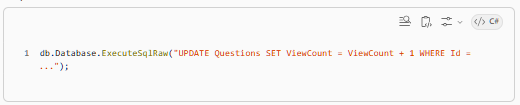 </> C#
1 db.Database.ExecuteSqlRaw("UPDATE Questions SET ViewCount = ViewCount + 1 WHERE Id =
...");